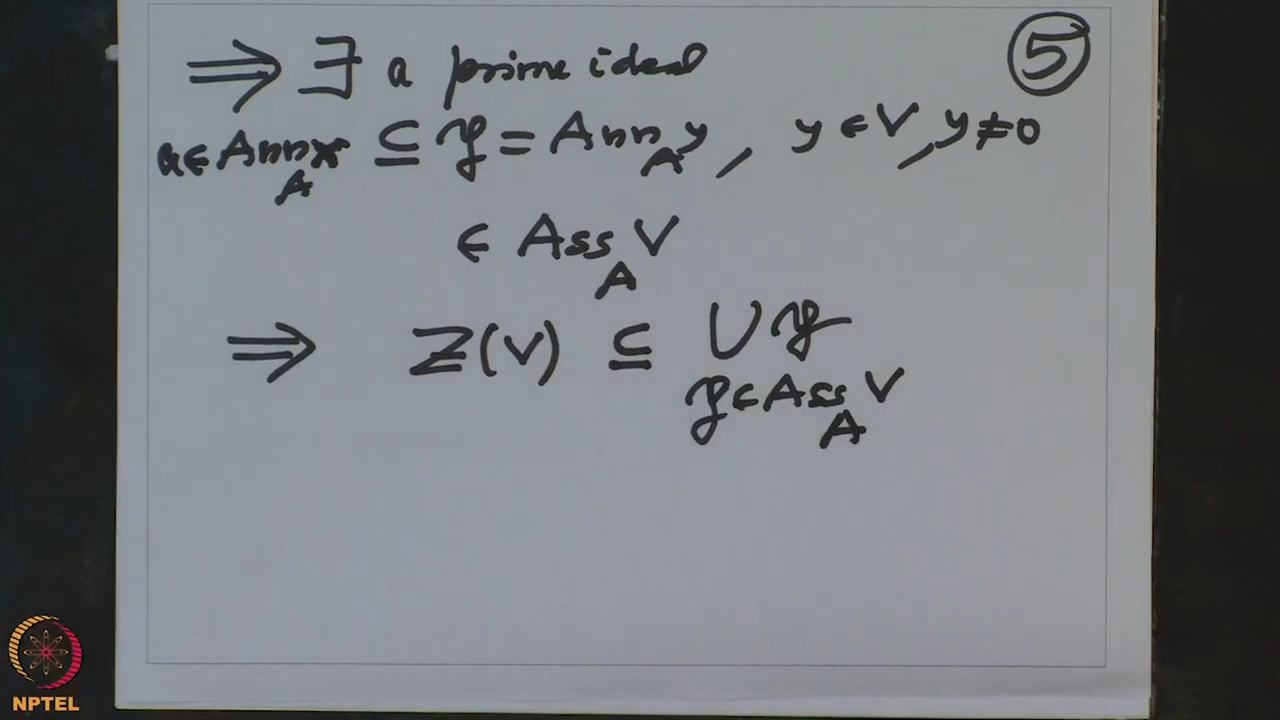 ⟹ ∃ a prime ideal ⑤
a ∈ Ann_A x ⊆ 𝔭 = Ann_A y, y ∈ V, y ≠ 0
∈ Ass_A V
⟹ Z(V) ⊆ ∪ 𝔭
𝔭 ∈ Ass_A V
NPTEL